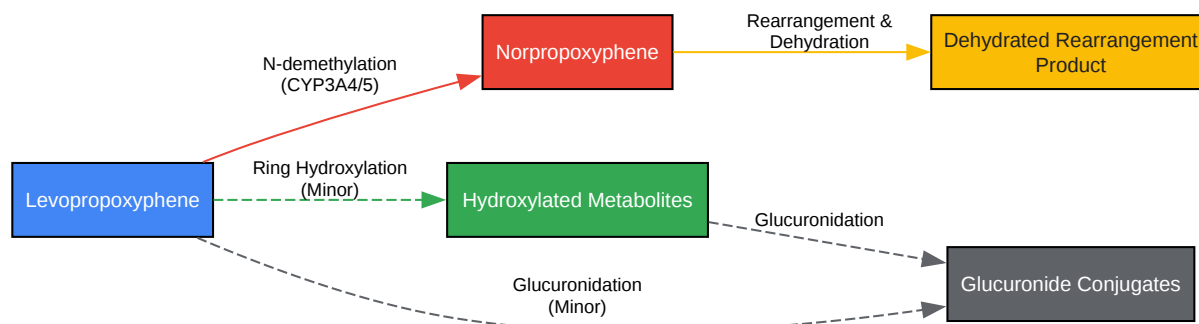 Rearrangement &
Dehydration
Norpropoxyphene
Dehydrated Rearrangement
Product
N-demethylation
(CYP3A4/5)
Ring Hydroxylation
(Minor)
Levopropoxyphene
Hydroxylated Metabolites
Glucuronidation
Glucuronidation
(Minor)
Glucuronide Conjugates